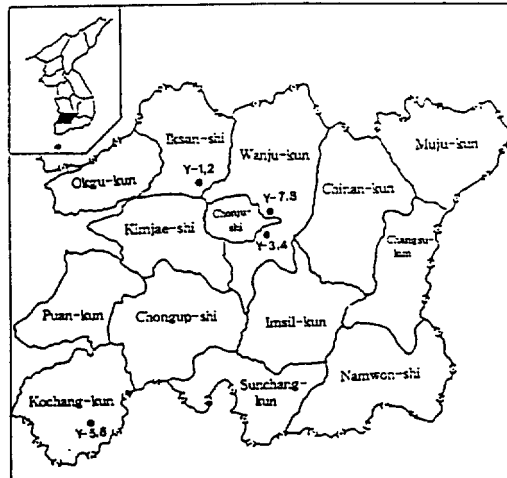 Iksan-shi
Wanju-kun
Muju-kun
Okgu-kun
Y-1,2
Chinan-kun
Y-7,8
Chonju-
shi
Kimjae-shi
Y-3,4
Changsu-
kun
Puan-kun
Chongup-shi
Imsil-kun
Namwon-shi
Kochang-kun
Sunchang-
kun
Y-5,6